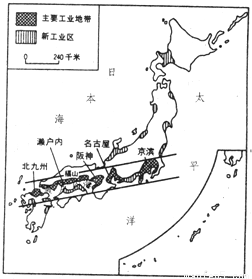 主要工业地带
新工业区
0 240千米
日
本
海
太
平
洋
濑户内
名古屋
京滨
阪神
北九州
福山